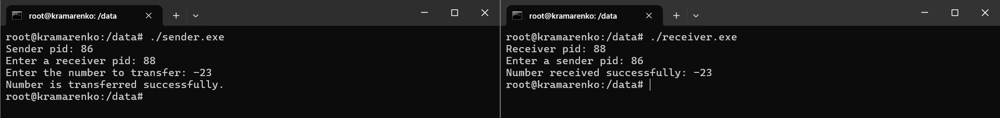 root@kramarenko: /data
root@kramarenko:/data# ./sender.exe
Sender pid: 86
Enter a receiver pid: 88
Enter the number to transfer: -23
Number is transferred successfully.
root@kramarenko:/data#
root@kramarenko: /data
root@kramarenko:/data# ./receiver.exe
Receiver pid: 88
Enter a sender pid: 86
Number received successfully: -23
root@kramarenko:/data#